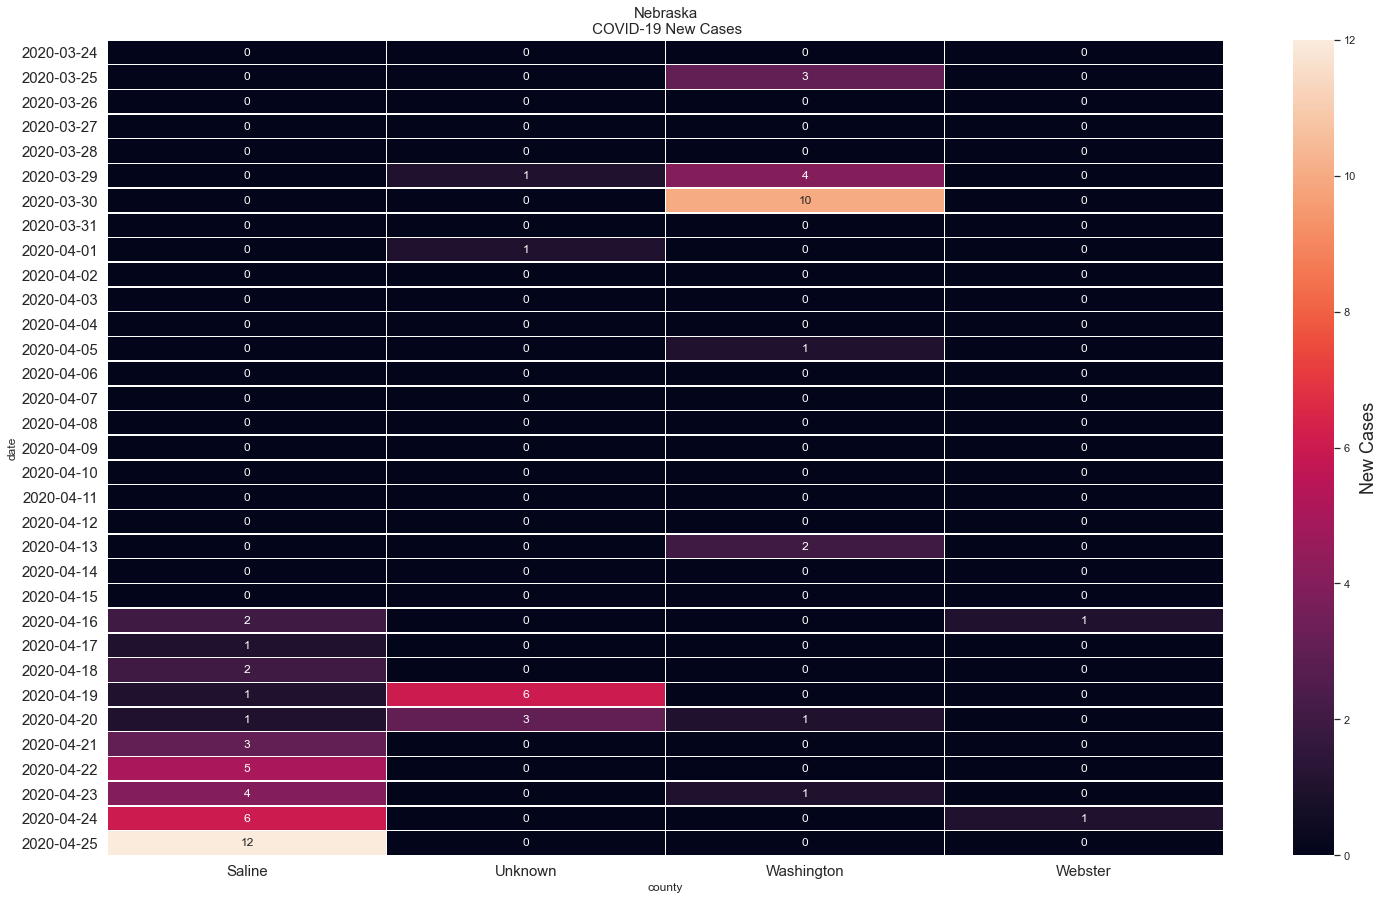 Nebraska
COVID-19 New Cases
2020-03-24 0 0 0 0
2020-03-25 0 0 3 0
2020-03-26 0 0 0 0
2020-03-27 0 0 0 0
2020-03-28 0 0 0 0
2020-03-29 0 1 4 0
2020-03-30 0 0 10 0
2020-03-31 0 0 0 0
2020-04-01 0 1 0 0
2020-04-02 0 0 0 0
2020-04-03 0 0 0 0
2020-04-04 0 0 0 0
2020-04-05 0 0 1 0
2020-04-06 0 0 0 0
2020-04-07 0 0 0 0
2020-04-08 0 0 0 0
2020-04-09 0 0 0 0
2020-04-10 0 0 0 0
2020-04-11 0 0 0 0
2020-04-12 0 0 0 0
2020-04-13 0 0 2 0
2020-04-14 0 0 0 0
2020-04-15 0 0 0 0
2020-04-16 2 0 0 1
2020-04-17 1 0 0 0
2020-04-18 2 0 0 0
2020-04-19 1 6 0 0
2020-04-20 1 3 1 0
2020-04-21 3 0 0 0
2020-04-22 5 0 0 0
2020-04-23 4 0 1 0
2020-04-24 6 0 0 1
2020-04-25 12 0 0 0
Saline Unknown Washington Webster
county
date
12
10
8
6
4
2
0
New Cases